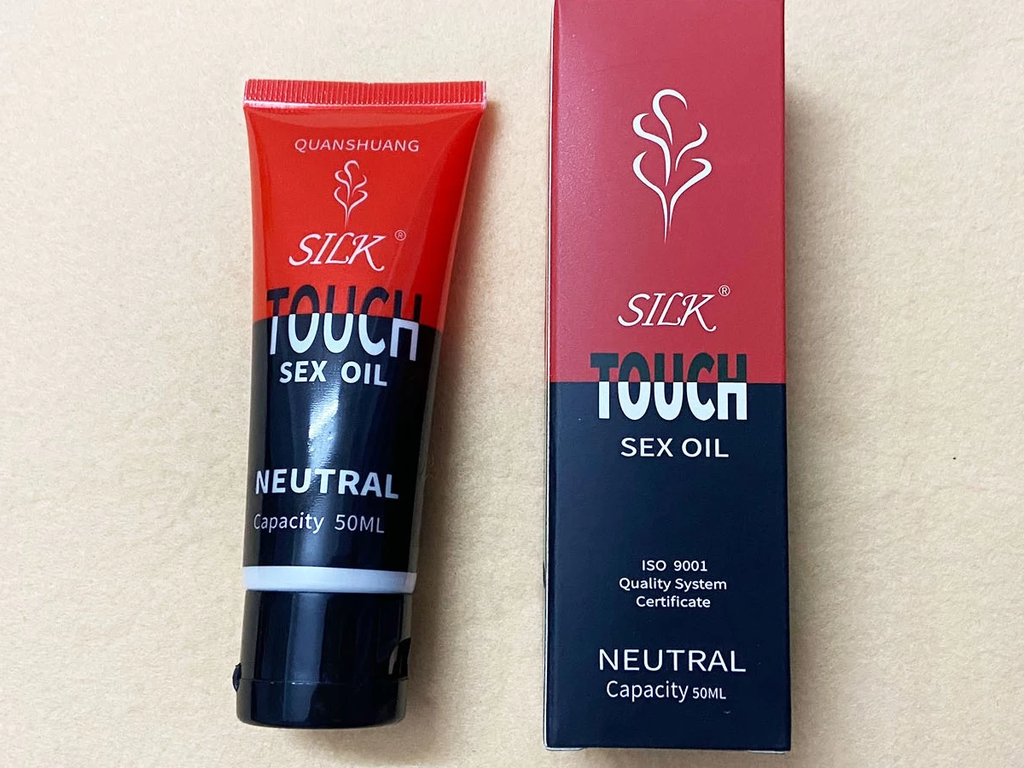 QUANSHUANG
SILK®
TOUCH
SEX OIL
NEUTRAL
Capacity 50ML
SILK®
TOUCH
SEX OIL
ISO 9001
Quality System
Certificate
NEUTRAL
Capacity 50ML